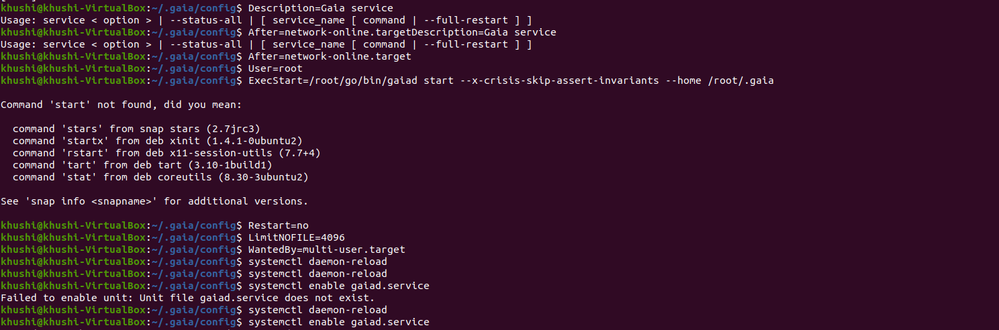 khushi@khushi-VirtualBox:~/.gaia/config$ Description=Gaia service
Usage: service < option > | --status-all | [ service_name [ command | --full-restart ] ]
khushi@khushi-VirtualBox:~/.gaia/config$ After=network-online.targetDescription=Gaia service
Usage: service < option > | --status-all | [ service_name [ command | --full-restart ] ]
khushi@khushi-VirtualBox:~/.gaia/config$ After=network-online.target
khushi@khushi-VirtualBox:~/.gaia/config$ User=root
khushi@khushi-VirtualBox:~/.gaia/config$ ExecStart=/root/go/bin/gaiad start --x-crisis-skip-assert-invariants --home /root/.gaia
Command 'start' not found, did you mean:
command 'stars' from snap stars (2.7jrc3)
command 'startx' from deb xinit (1.4.1-0ubuntu2)
command 'rstart' from deb x11-session-utils (7.7+4)
command 'tart' from deb tart (3.10-1build1)
command 'stat' from deb coreutils (8.30-3ubuntu2)
See 'snap info <snapname>' for additional versions.
khushi@khushi-VirtualBox:~/.gaia/config$ Restart=no
khushi@khushi-VirtualBox:~/.gaia/config$ LimitNOFILE=4096
khushi@khushi-VirtualBox:~/.gaia/config$ WantedBy=multi-user.target
khushi@khushi-VirtualBox:~/.gaia/config$ systemctl daemon-reload
khushi@khushi-VirtualBox:~/.gaia/config$ systemctl daemon-reload
khushi@khushi-VirtualBox:~/.gaia/config$ systemctl enable gaiad.service
Failed to enable unit: Unit file gaiad.service does not exist.
khushi@khushi-VirtualBox:~/.gaia/config$ systemctl daemon-reload
khushi@khushi-VirtualBox:~/.gaia/config$ systemctl enable gaiad.service